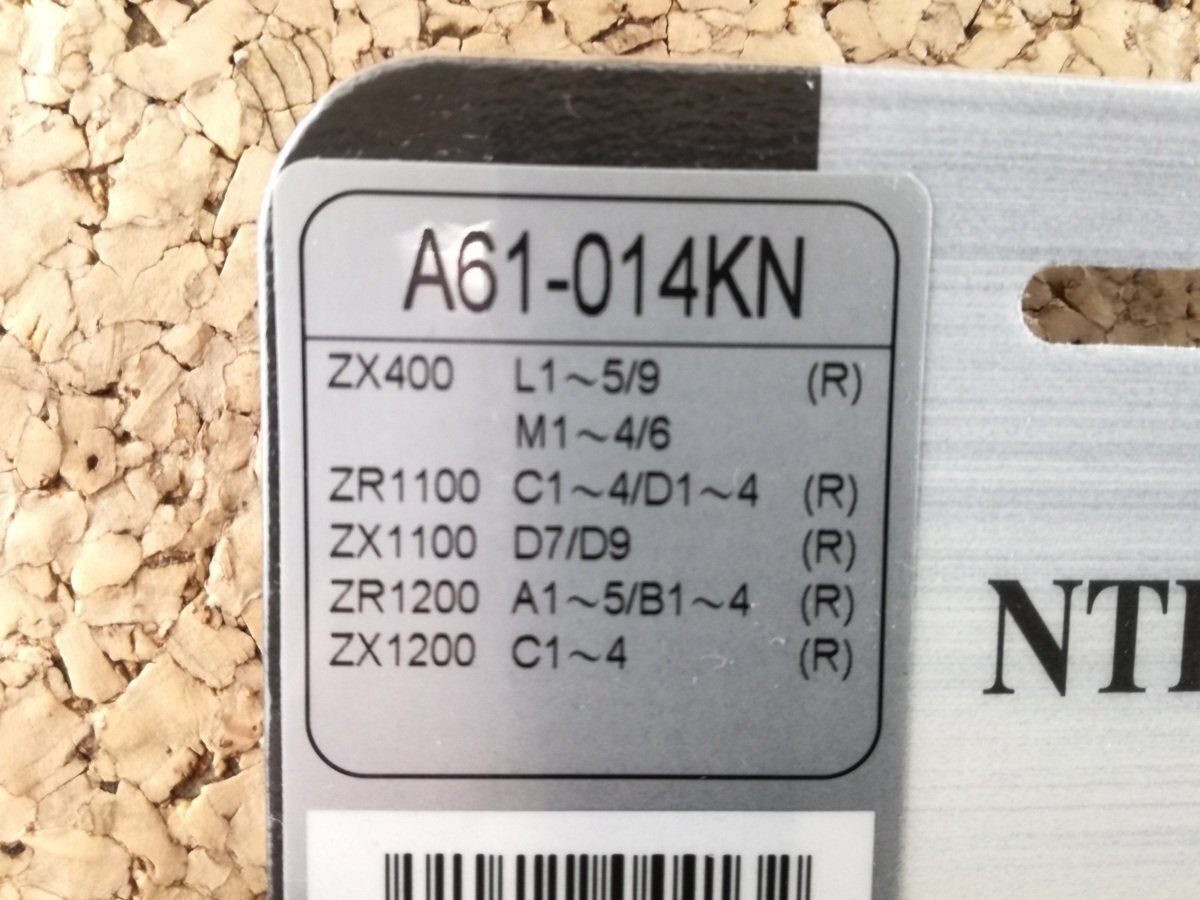 A61-014KN
ZX400 L1～5/9 (R)
M1～4/6
ZR1100 C1～4/D1～4 (R)
ZX1100 D7/D9 (R)
ZR1200 A1～5/B1～4 (R)
ZX1200 C1～4 (R)